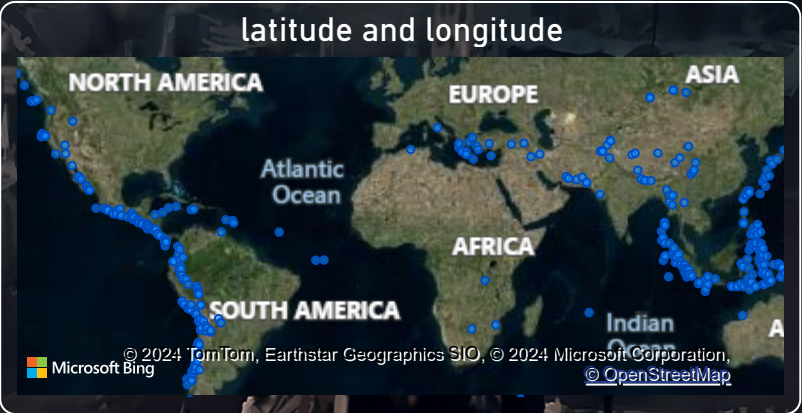 latitude and longitude
NORTH AMERICA
ASIA
EUROPE
Atlantic
Ocean
AFRICA
SOUTH AMERICA
Indian
Ocean
A
© 2024 TomTom, Earthstar Geographics SIO, © 2024 Microsoft Corporation,
Microsoft Bing
© OpenStreetMap